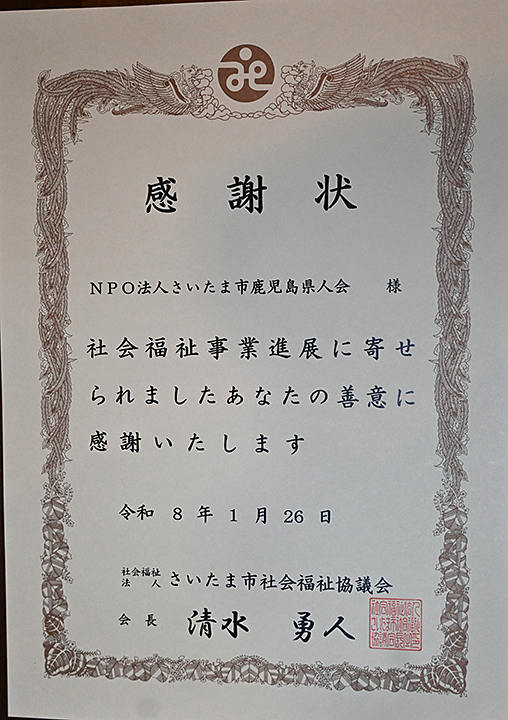 感謝状
NPO法人さいたま市鹿児島県人会 様
社会福祉事業進展に寄せ
られましたあなたの善意に
感謝いたします
令和 8 年 1 月 26 日
社会福祉
法人 さいたま市社会福祉協議会
会長 清水 勇人